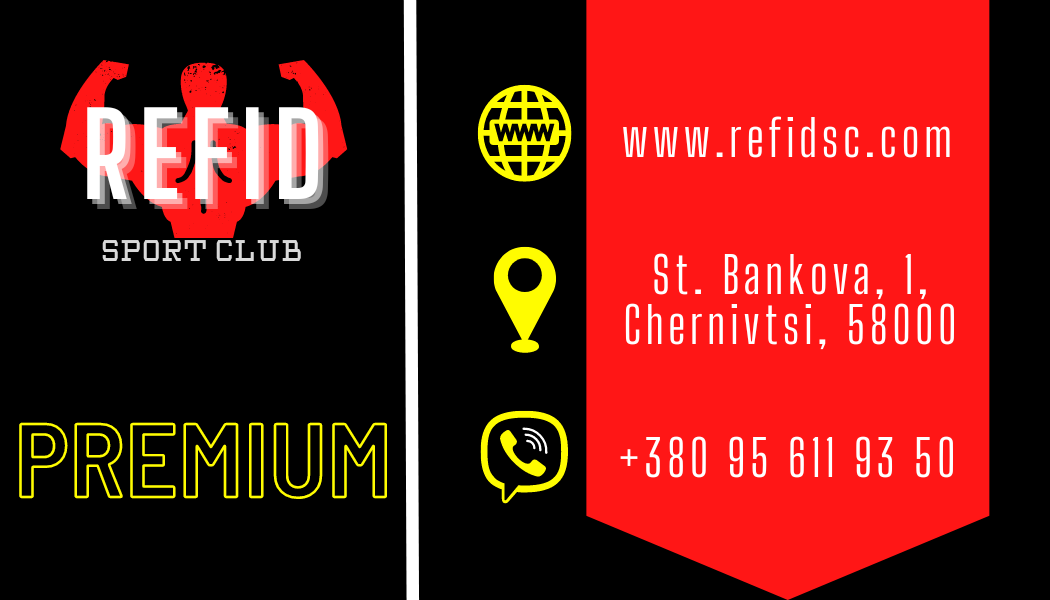 REFID
SPORT CLUB
PREMIUM
www
www.refidsc.com
St. Bankova, 1,
Chernivtsi, 58000
+380 95 611 93 50